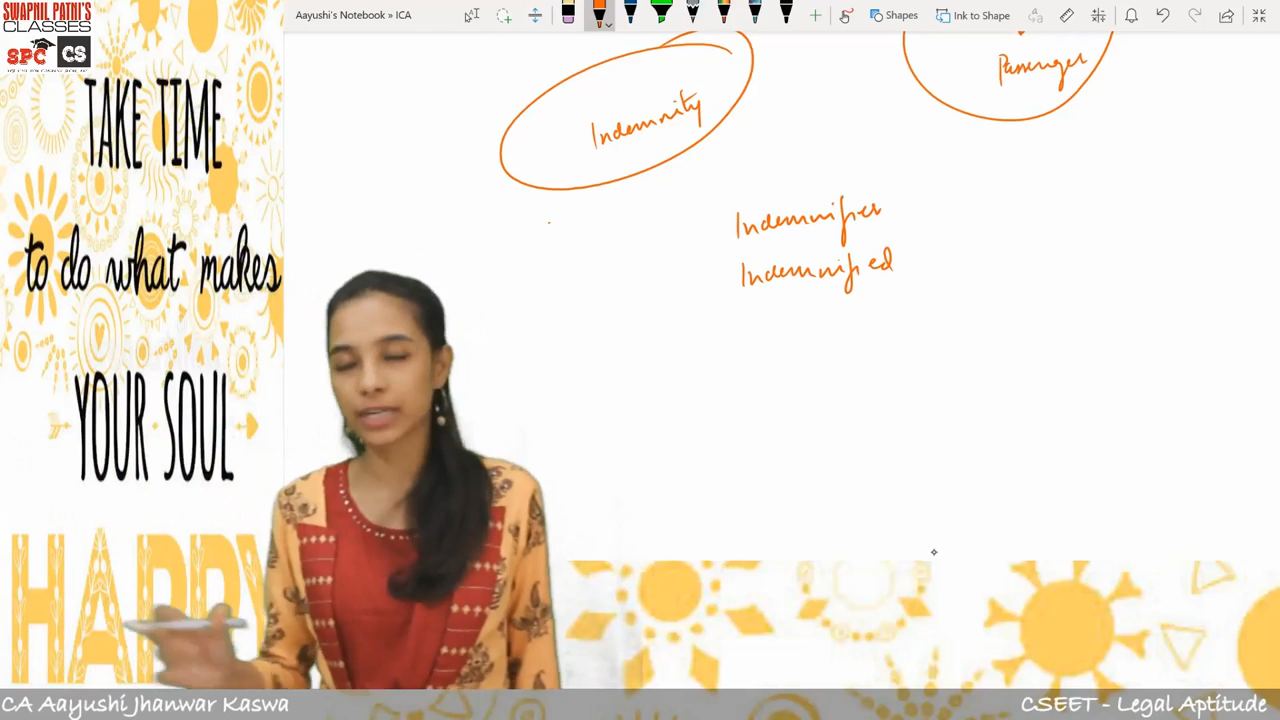 SWAPNIL PATNI'S
CLASSES
SPC CS
TAKE TIME
to do what makes
YOUR SOUL
HAPPY
Aayushi's Notebook » ICA
Shapes
Ink to Shape
Passenger
Indemnity
Indemnifier
Indemnified
CA Aayushi Jhanwar Kaswa
CSEET - Legal Aptitude